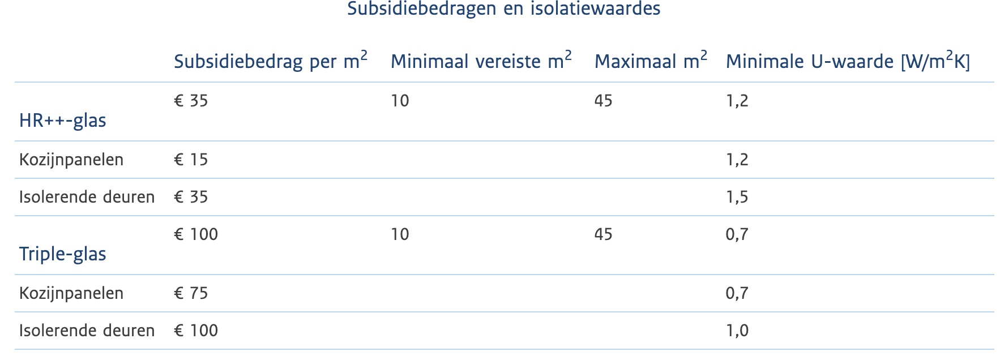 Subsidiebedragen en isolatiewaardes
Subsidiebedrag per m² Minimaal vereiste m² Maximaal m² Minimale U-waarde [W/m²K]
HR++-glas € 35 10 45 1,2
Kozijnpanelen € 15 1,2
Isolerende deuren € 35 1,5
Triple-glas € 100 10 45 0,7
Kozijnpanelen € 75 0,7
Isolerende deuren € 100 1,0